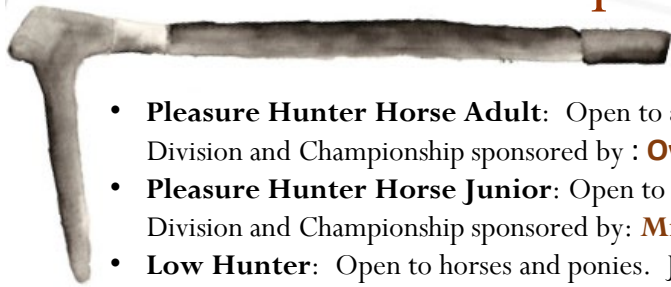 • Pleasure Hunter Horse Adult: Open to
Division and Championship sponsored by :
• Pleasure Hunter Horse Junior: Open to
Division and Championship sponsored by:
• Low Hunter: Open to horses and ponies.